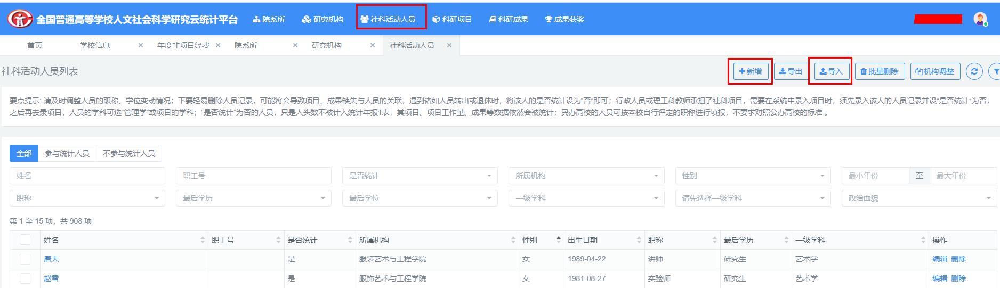 全国普通高等学校人文社会科学研究云统计平台 院系所 研究机构 社科活动人员 科研项目 科研成果 成果获奖
首页 学校信息 × 年度非项目经费 × 院系所 × 研究机构 × 社科活动人员 ×
社科活动人员列表 新增 导出 导入 批量删除 机构调整
要点提示: 请及时调整人员的职称、学位变动情况；下要轻易删除人员记录，可能将会导致项目、成果缺失与人员的关联，遇到诸如人员转出或退休时，将该人的是否统计设为“否”即可；行政人员或理工科教师承担了社科项目，需要在系统中录入项目时，须先录入该人的人员记录并设“是否统计”为否，
之后再去录项目，人员的学科可选“管理学”或项目的学科；“是否统计”为否的人员，只是人头数不被计入统计年报1表，其项目、项目工作量、成果等数据依然会被统计；民办高校的人员可按本校自行评定的职称进行填报，不要求对照公办高校的标准 。
全部 参与统计人员 不参与统计人员
姓名 职工号 是否统计 所属机构 性别 最小年份 至 最大年份
职称 最后学历 最后学位 一级学科 请先选择一级学科 政治面貌
第 1 至 15 项，共 908 项
姓名 职工号 是否统计 所属机构 性别 出生日期 职称 最后学历 一级学科 操作
唐天 是 服装艺术与工程学院 女 1989-04-22 讲师 研究生 艺术学 编辑 删除
赵雪 是 服饰艺术与工程学院 女 1981-08-27 实验师 研究生 艺术学 编辑 删除